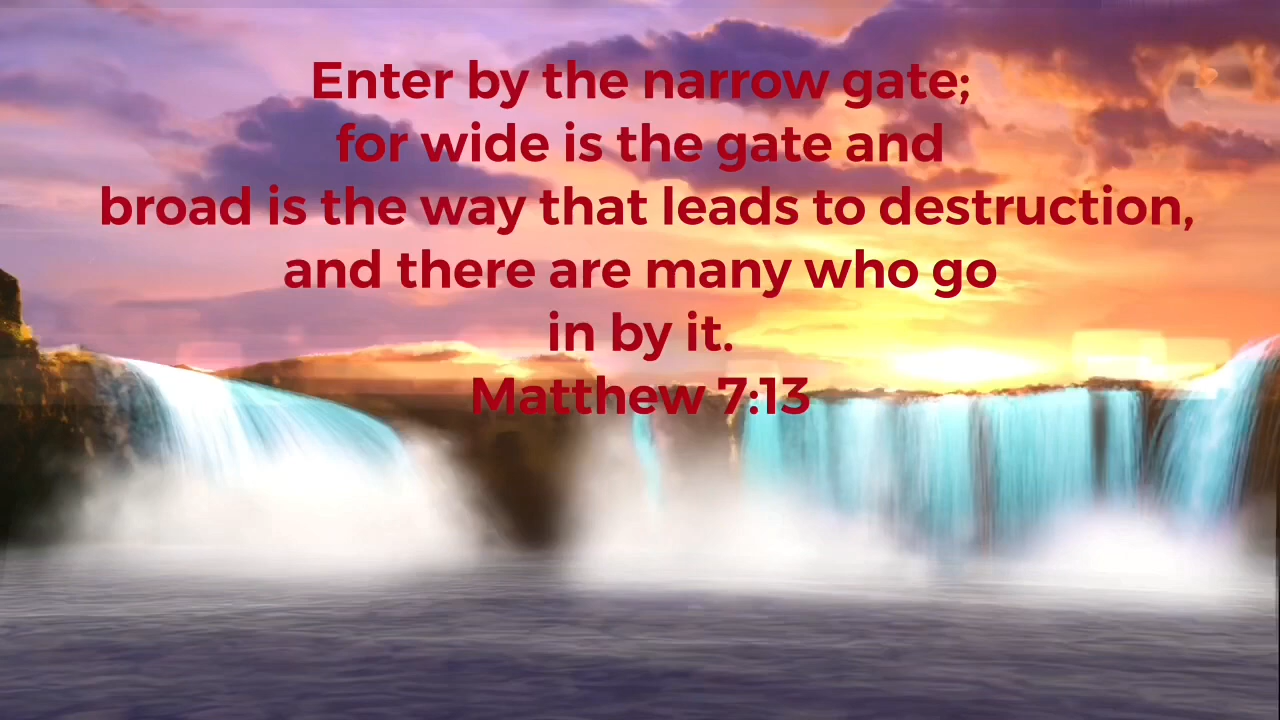 Enter by the narrow gate;
for wide is the gate and
broad is the way that leads to destruction,
and there are many who go
in by it.
Matthew 7:13